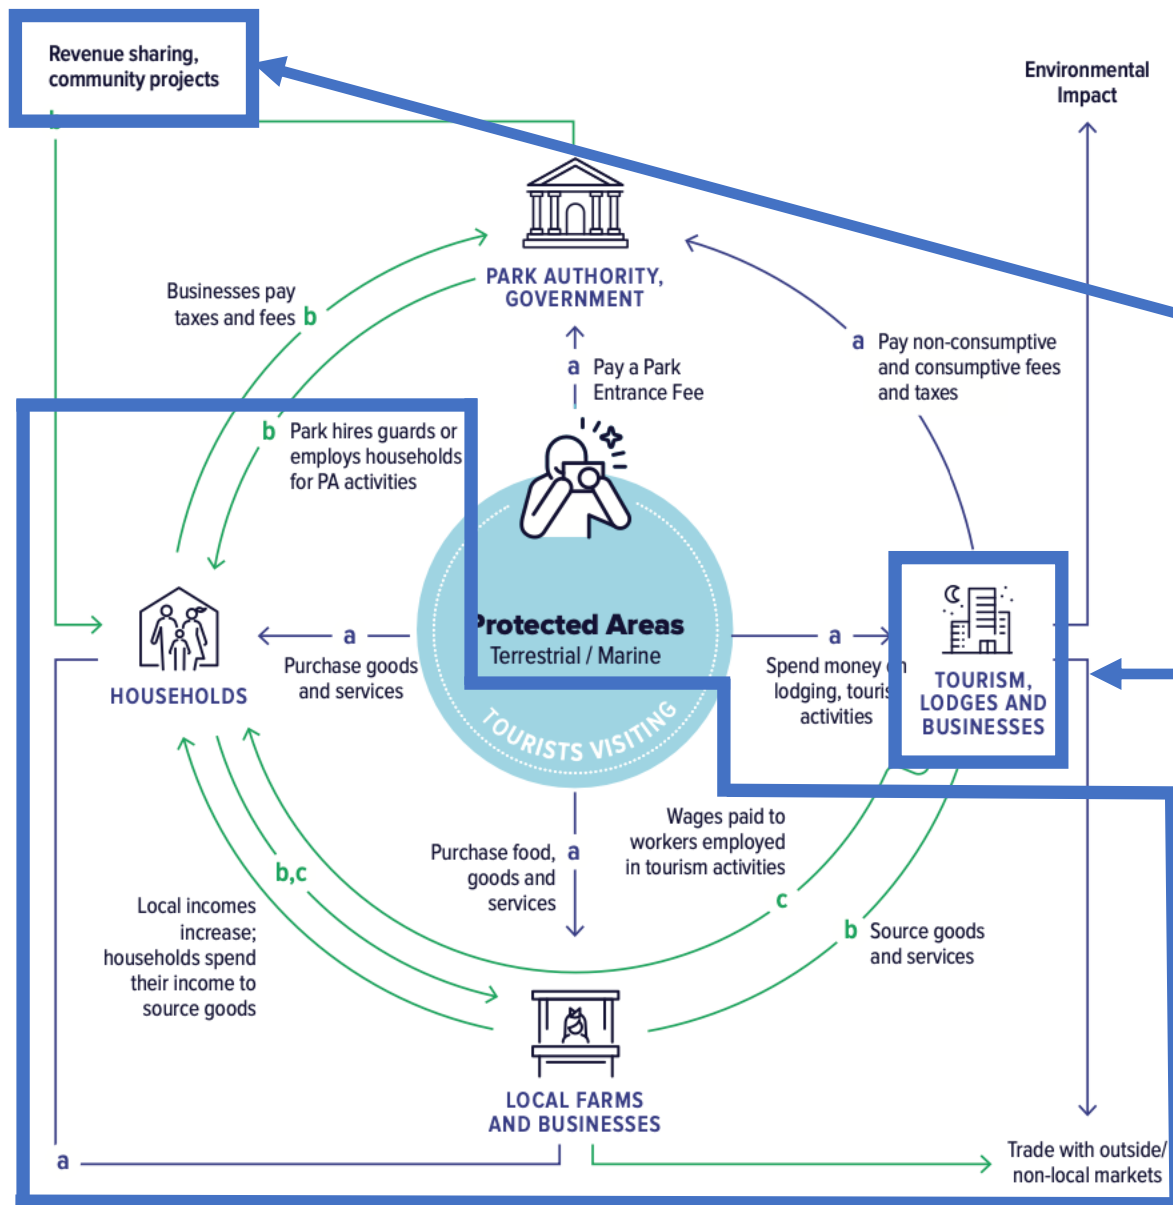 Revenue sharing,
community projects
b
Environmental
Impact
PARK AUTHORITY,
GOVERNMENT
Businesses pay
taxes and fees b
a Pay a Park
Entrance Fee
a Pay non-consumptive
and consumptive fees
and taxes
b Park hires guards or
employs households
for PA activities
Protected Areas
Terrestrial / Marine
TOURISTS VISITING
a
Purchase goods
and services
HOUSEHOLDS
a
Spend money on
lodging, tourism
activities
TOURISM,
LODGES AND
BUSINESSES
Wages paid to
workers employed
in tourism activities
c
Purchase food, a
goods and
services
b,c
Local incomes
increase;
households spend
their income to
source goods
b Source goods
and services
LOCAL FARMS
AND BUSINESSES
a
Trade with outside/
non-local markets